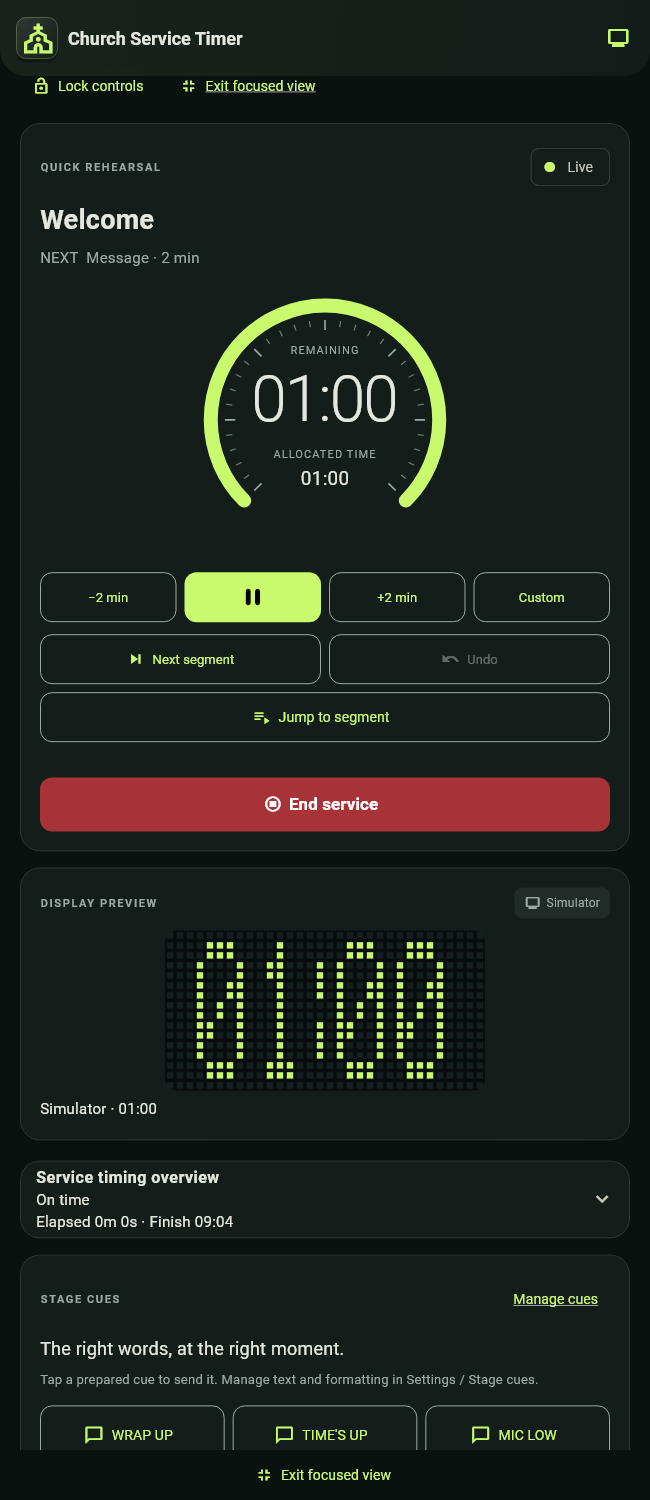 Church Service Timer
Lock controls Exit focused view
QUICK REHEARSAL Live
Welcome
NEXT Message · 2 min
REMAINING
01:00
ALLOCATED TIME
01:00
−2 min +2 min Custom
Next segment Undo
Jump to segment
End service
DISPLAY PREVIEW Simulator
01:00
Simulator · 01:00
Service timing overview
On time
Elapsed 0m 0s · Finish 09:04
STAGE CUES Manage cues
The right words, at the right moment.
Tap a prepared cue to send it. Manage text and formatting in Settings / Stage cues.
WRAP UP TIME'S UP MIC LOW
Exit focused view